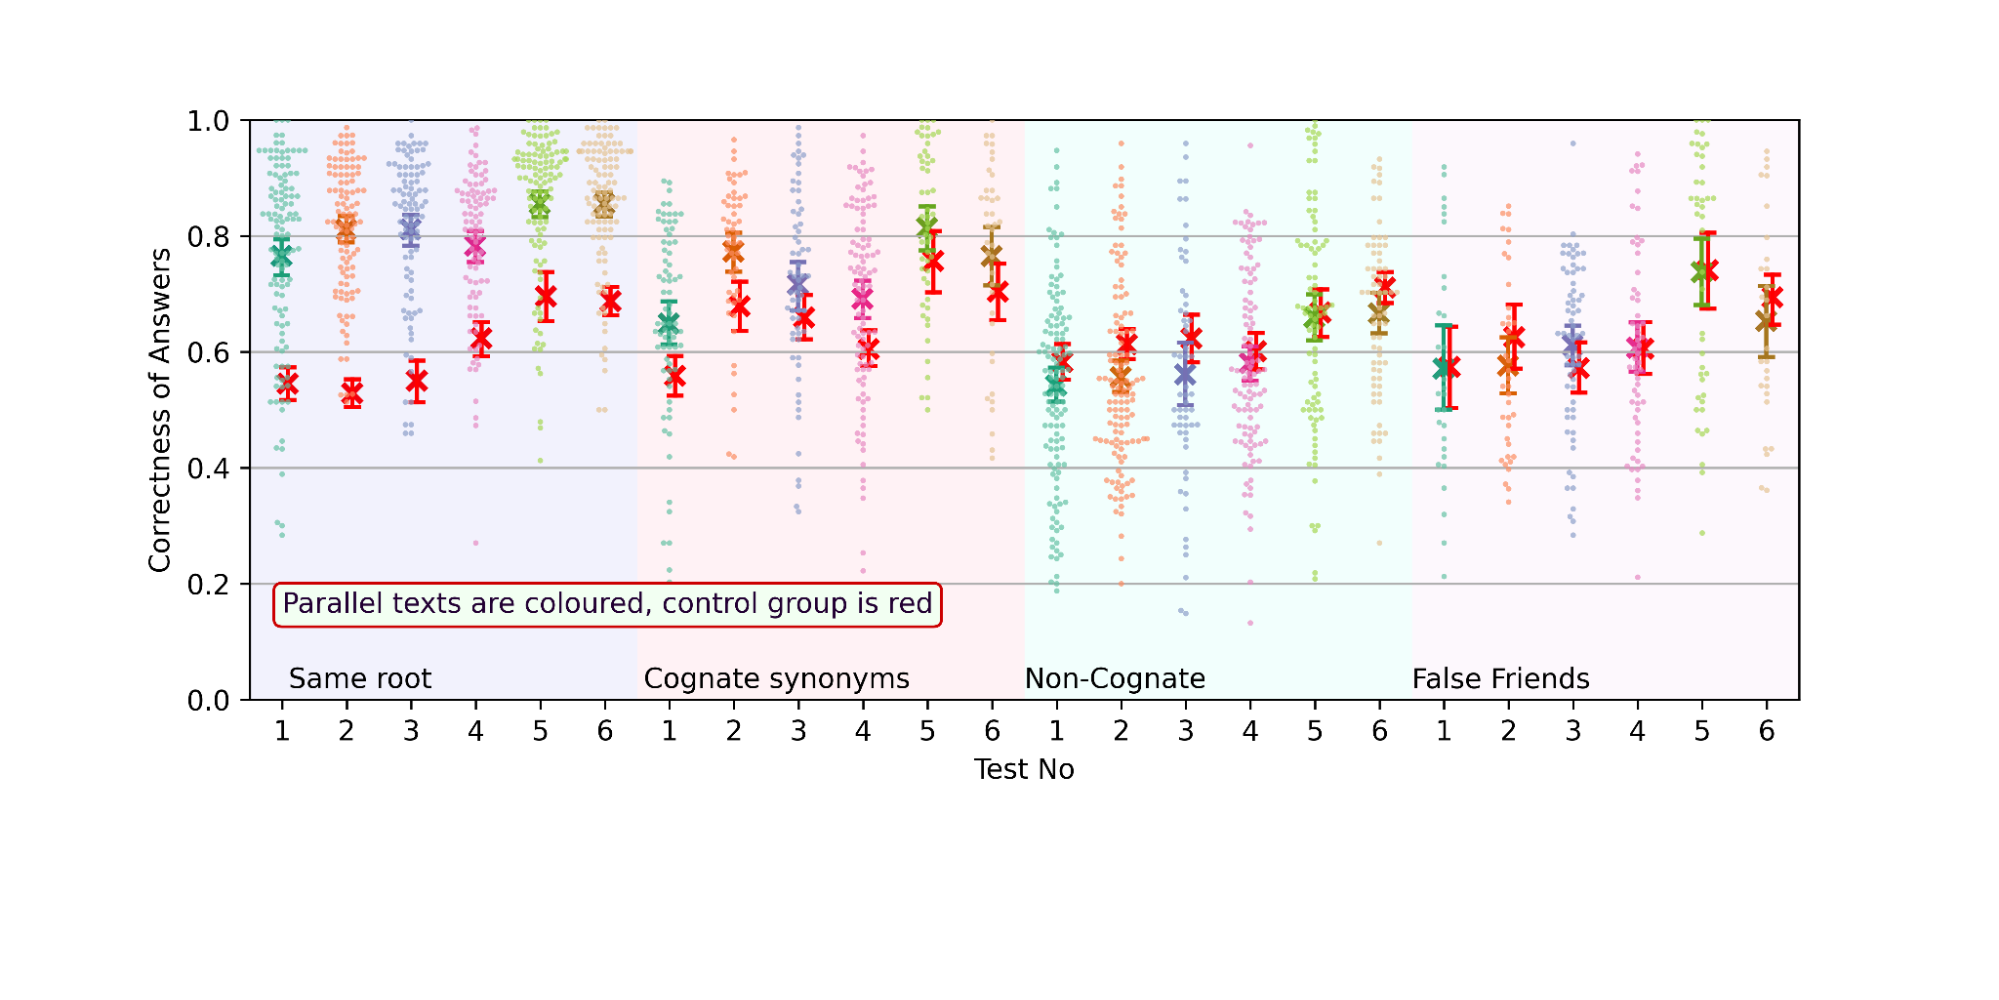 Correctness of Answers
1.0
0.8
0.6
0.4
0.2
0.0
Parallel texts are coloured, control group is red
Same root
Cognate synonyms
Non-Cognate
False Friends
1 2 3 4 5 6 1 2 3 4 5 6 1 2 3 4 5 6 1 2 3 4 5 6
Test No